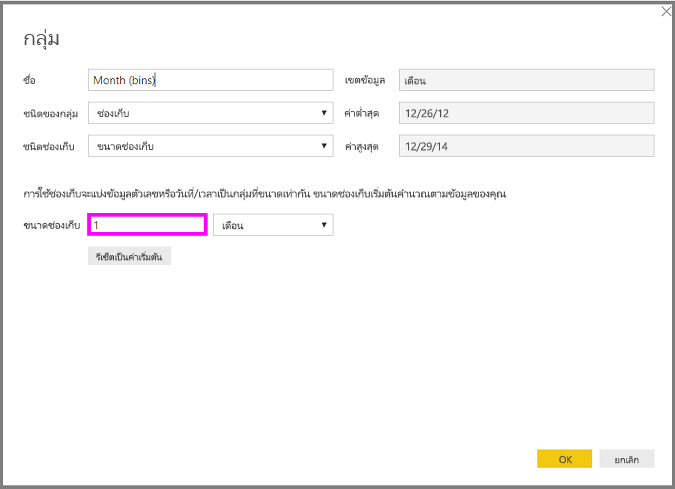 กลุ่ม
ชื่อ Month (bins) เขตข้อมูล เดือน
ชนิดของกลุ่ม ช่องเก็บ ค่าต่ำสุด 12/26/12
ชนิดช่องเก็บ ขนาดช่องเก็บ ค่าสูงสุด 12/29/14
การใช้ช่องเก็บจะแบ่งข้อมูลตัวเลขหรือวันที่/เวลาเป็นกลุ่มที่ขนาดเท่ากัน ขนาดช่องเก็บเริ่มต้นคำนวณตามข้อมูลของคุณ
ขนาดช่องเก็บ 1 เดือน
รีเซ็ตเป็นค่าเริ่มต้น
OK ยกเลิก